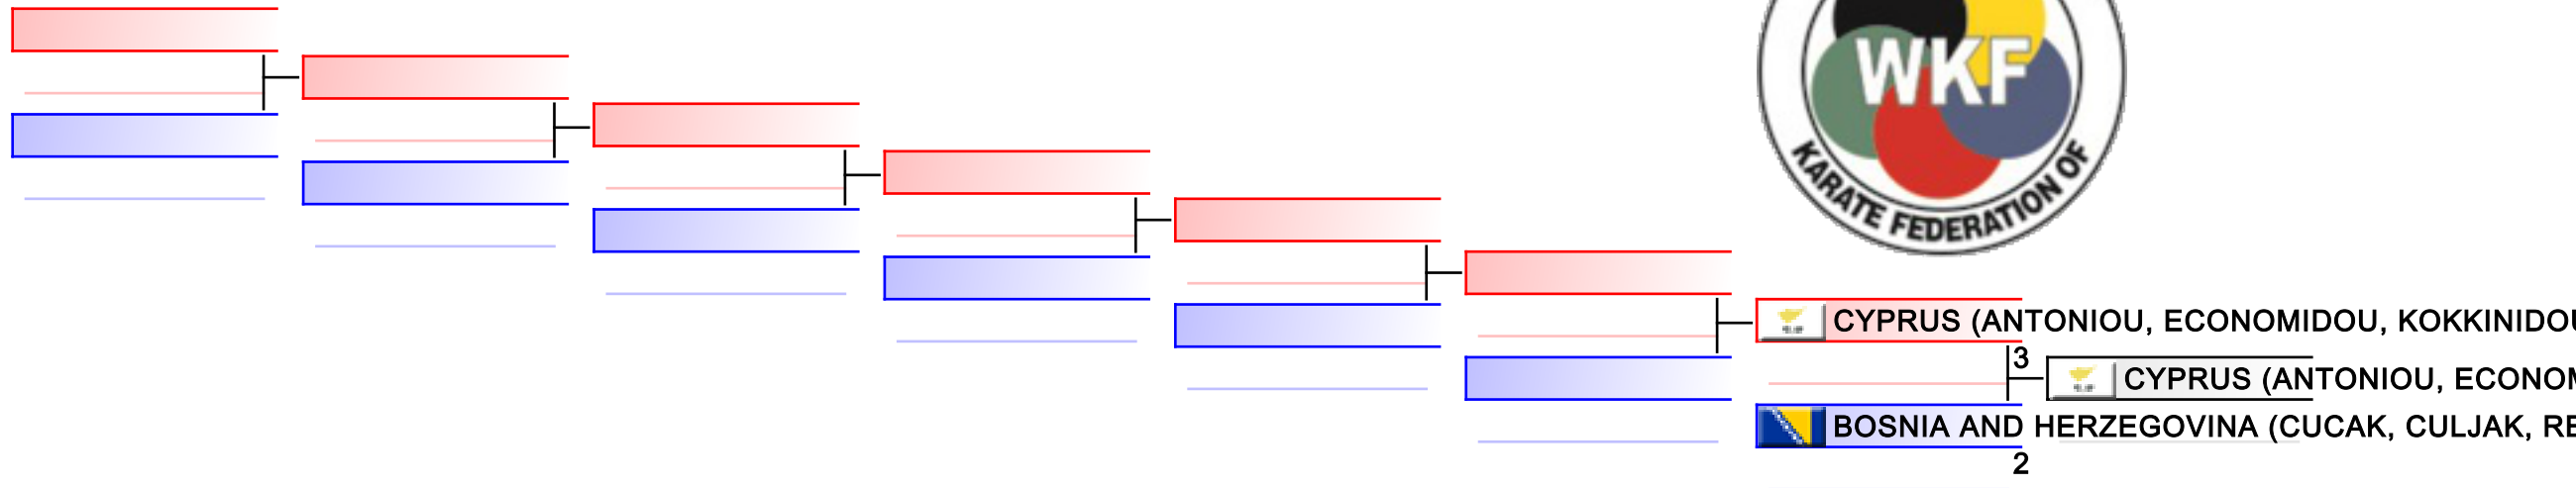 WKF
KARATE FEDERATION OF
CYPRUS (ANTONIOU, ECONOMIDOU, KOKKINIDOU
3
CYPRUS (ANTONIOU, ECONOM
BOSNIA AND HERZEGOVINA (CUCAK, CULJAK, RE
2